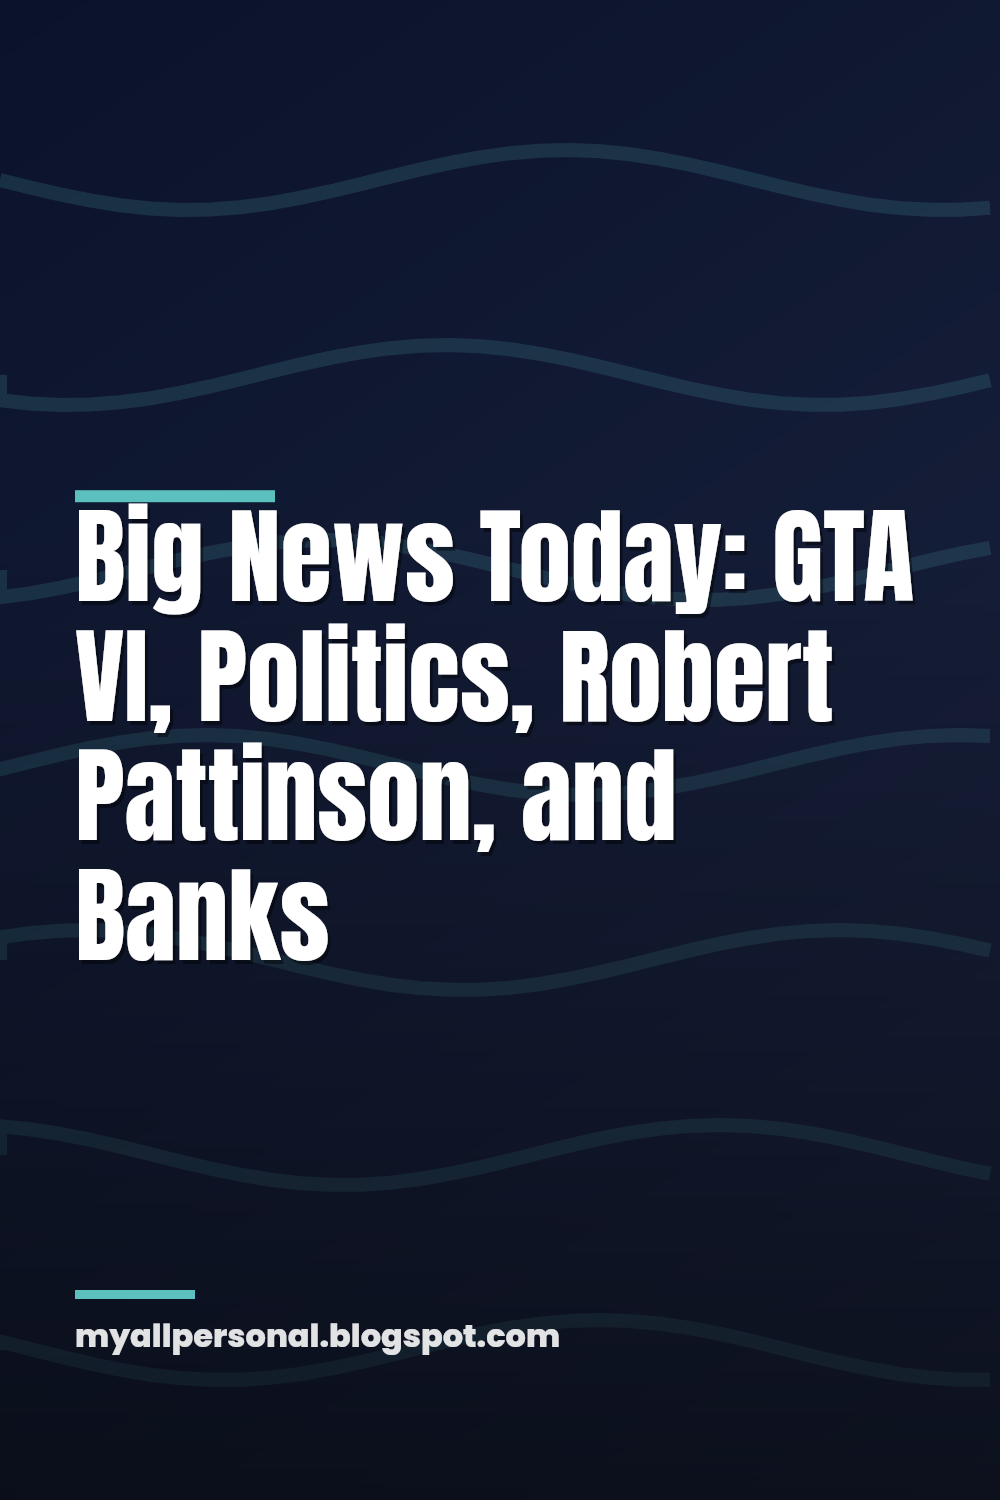 Big News Today: GTA
VI, Politics, Robert
Pattinson, and
Banks
myallpersonal.blogspot.com